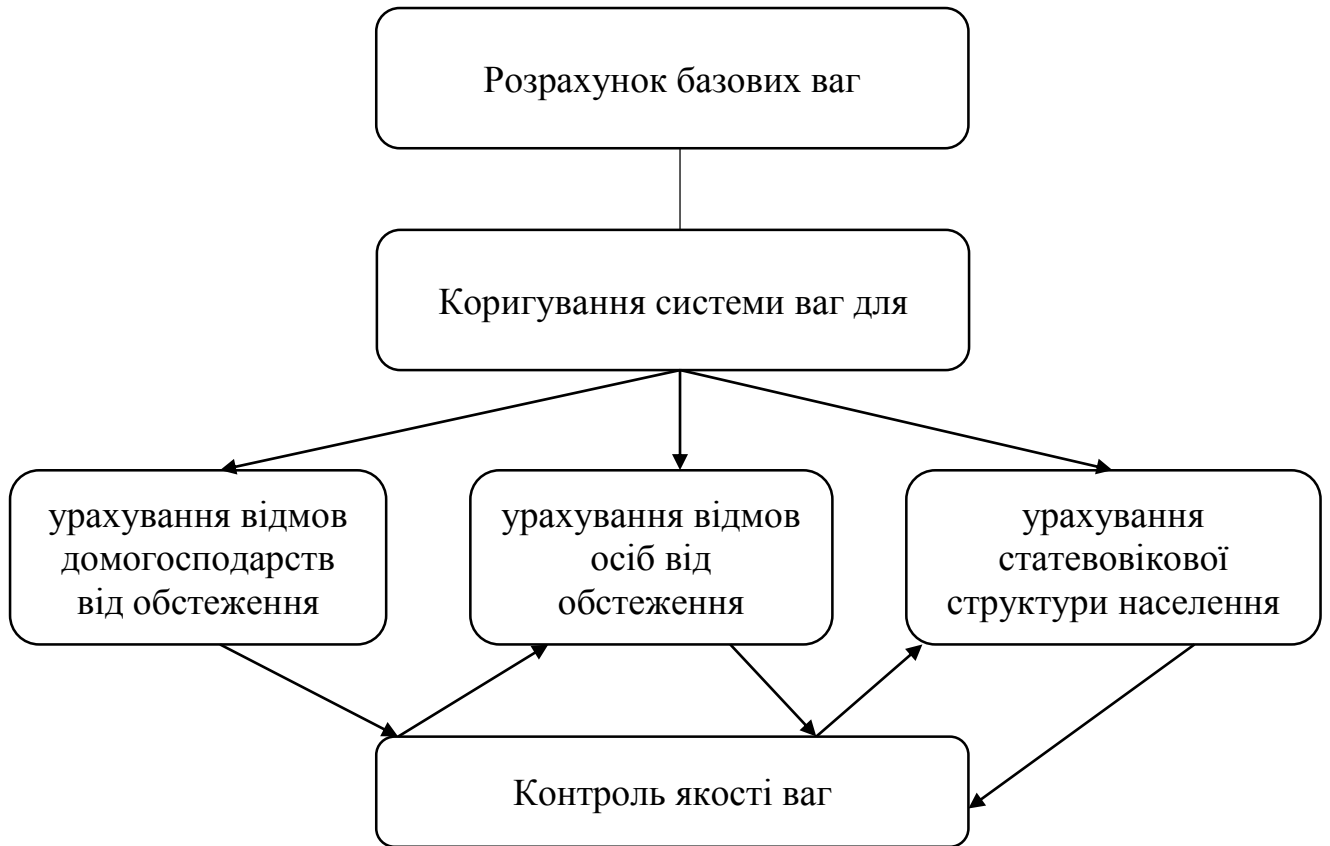 Розрахунок базових ваг
Коригування системи ваг для
урахування відмов
домогосподарств
від обстеження
урахування відмов
осіб від
обстеження
урахування
статевовікової
структури населення
Контроль якості ваг